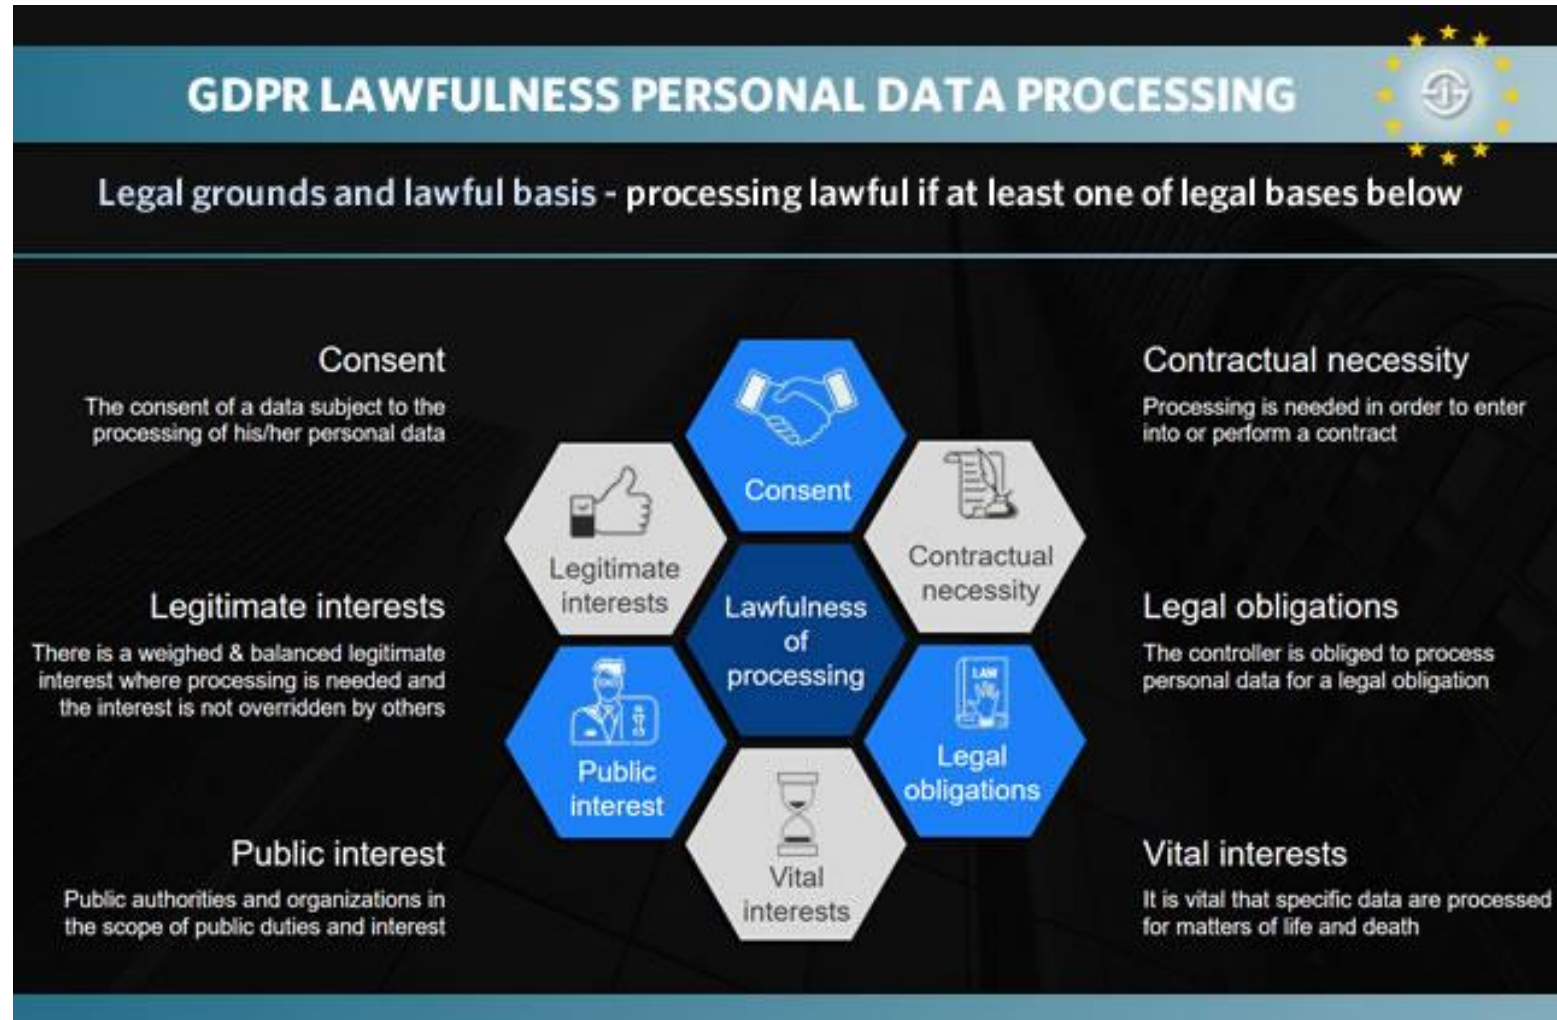 GDPR LAWFULNESS PERSONAL DATA PROCESSING
Legal grounds and lawful basis - processing lawful if at least one of legal bases below
Consent
The consent of a data subject to the
processing of his/her personal data
Legitimate interests
There is a weighed & balanced legitimate
interest where processing is needed and
the interest is not overridden by others
Public interest
Public authorities and organizations in
the scope of public duties and interest
Consent
Legitimate
interests
Contractual
necessity
Lawfulness
of
processing
Public
interest
LAW
Legal
obligations
Vital
interests
Contractual necessity
Processing is needed in order to enter
into or perform a contract
Legal obligations
The controller is obliged to process
personal data for a legal obligation
Vital interests
It is vital that specific data are processed
for matters of life and death